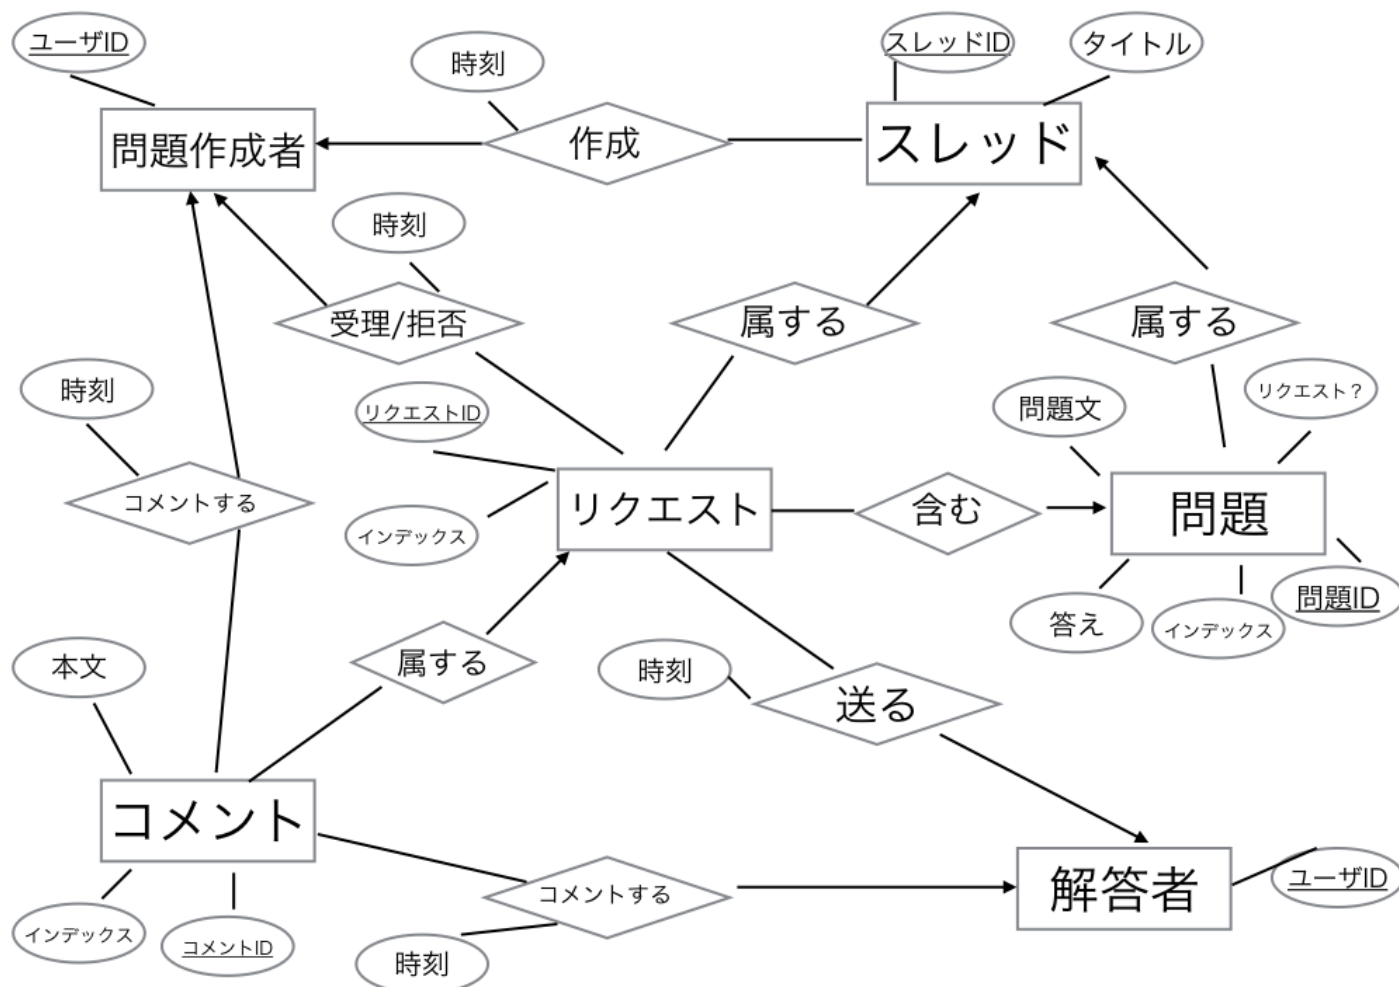 ユーザID
時刻
スレッドID
タイトル
問題作成者
作成
スレッド
時刻
受理/拒否
属する
属する
時刻
リクエストID
問題文
リクエスト？
コメントする
リクエスト
含む
問題
インデックス
答え
インデックス
問題ID
本文
属する
時刻
送る
コメント
コメントする
解答者
ユーザID
インデックス
コメントID
時刻